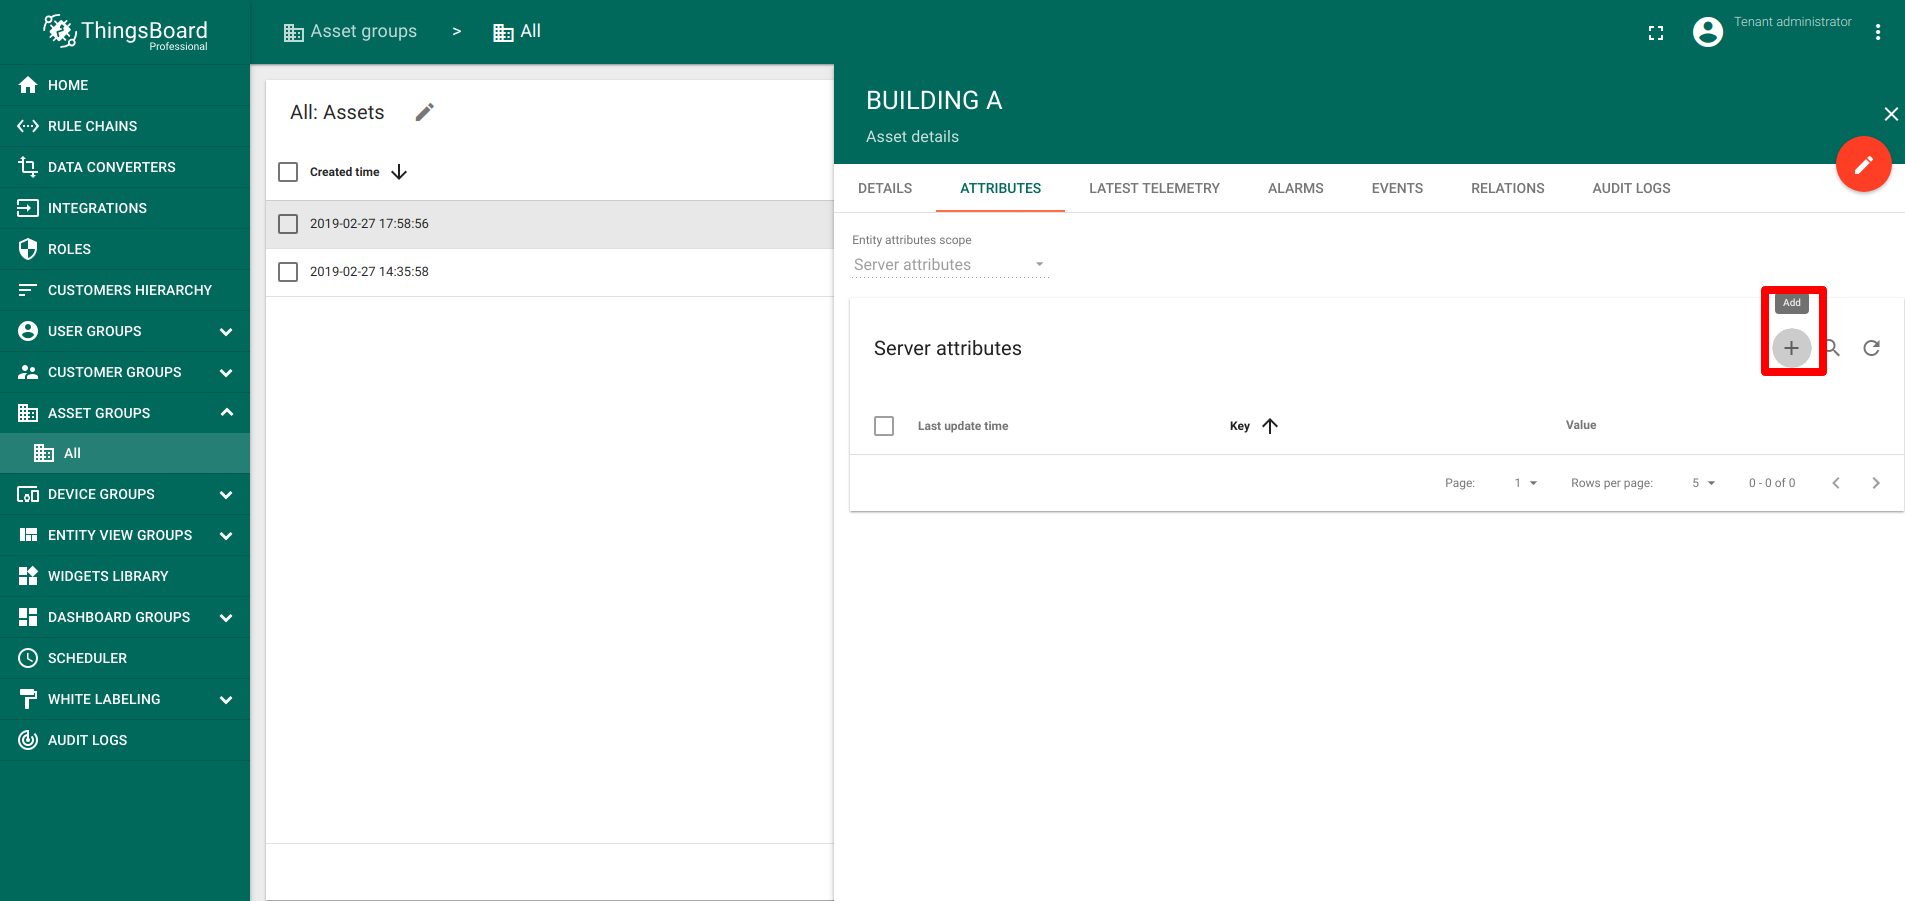 ThingsBoard
Professional
Asset groups > All
Tenant administrator
HOME
RULE CHAINS
DATA CONVERTERS
INTEGRATIONS
ROLES
CUSTOMERS HIERARCHY
USER GROUPS
CUSTOMER GROUPS
ASSET GROUPS
All
DEVICE GROUPS
ENTITY VIEW GROUPS
WIDGETS LIBRARY
DASHBOARD GROUPS
SCHEDULER
WHITE LABELING
AUDIT LOGS
All: Assets
Created time
2019-02-27 17:58:56
2019-02-27 14:35:58
BUILDING A
Asset details
DETAILS ATTRIBUTES LATEST TELEMETRY ALARMS EVENTS RELATIONS AUDIT LOGS
Entity attributes scope
Server attributes
Add
Server attributes
Last update time Key Value
Page: 1 Rows per page: 5 0 - 0 of 0